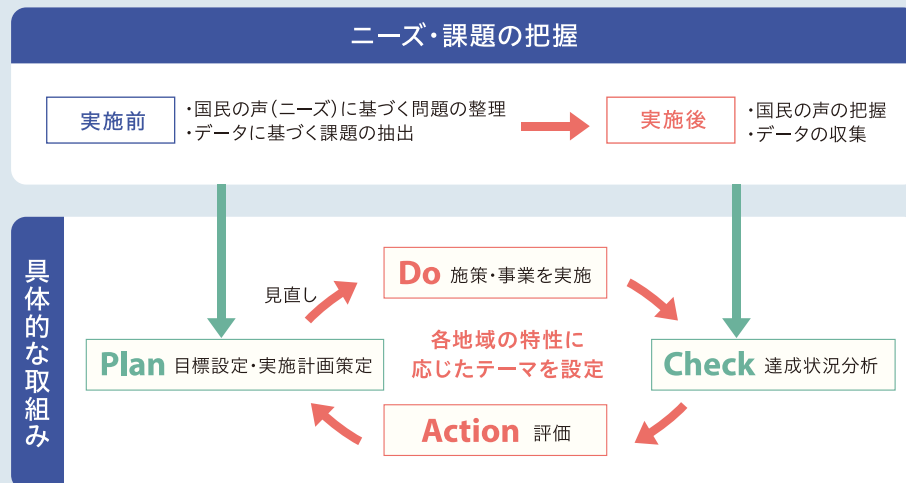 ニーズ・課題の把握
実施前
・国民の声（ニーズ）に基づく問題の整理
・データに基づく課題の抽出
実施後
・国民の声の把握
・データの収集
具体的な取組み
見直し
Do 施策・事業を実施
Plan 目標設定・実施計画策定
各地域の特性に
応じたテーマを設定
Check 達成状況分析
Action 評価